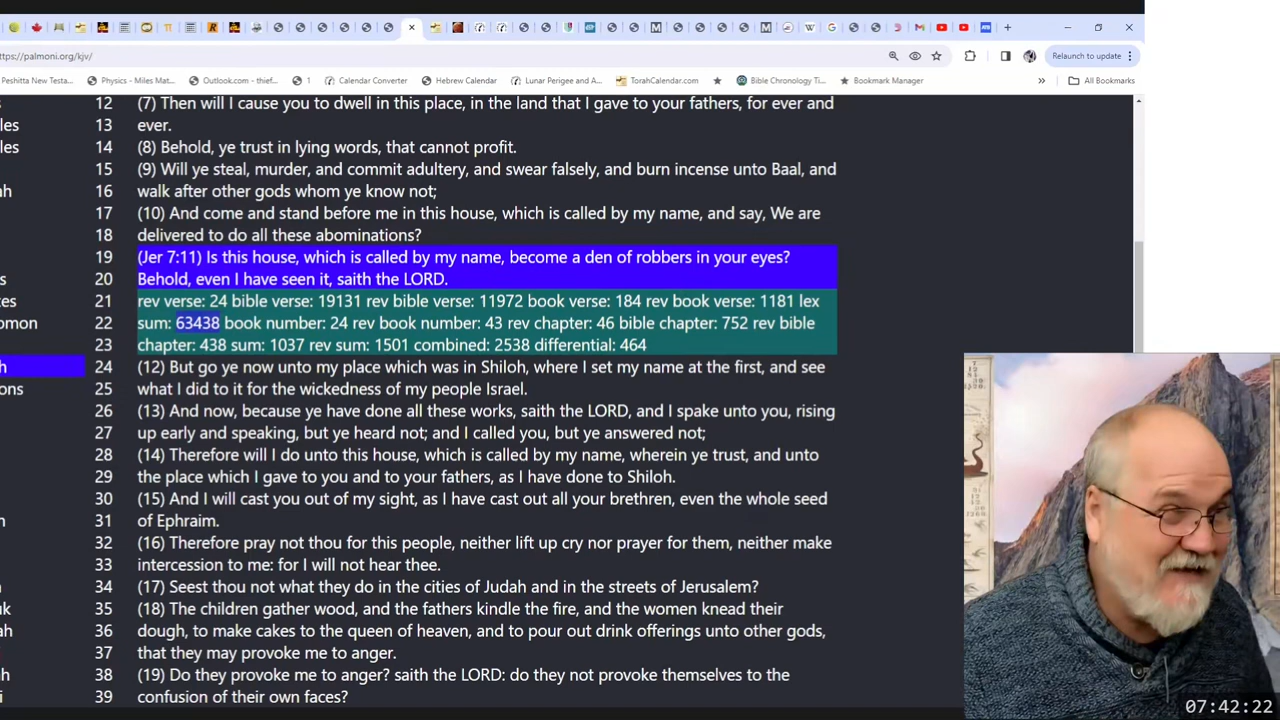 ttps://palmoni.org/kjv/
Relaunch to update
Peshitta New Testa...
Physics - Miles Mat...
Outlook.com - thief...
1
Calendar Converter
Hebrew Calendar
Lunar Perigee and A...
TorahCalendar.com
Bible Chronology Ti...
Bookmark Manager
»
All Bookmarks
s 12 (7) Then will I cause you to dwell in this place, in the land that I gave to your fathers, for ever and
les 13 ever.
les 14 (8) Behold, ye trust in lying words, that cannot profit.
15 (9) Will ye steal, murder, and commit adultery, and swear falsely, and burn incense unto Baal, and
ah 16 walk after other gods whom ye know not;
17 (10) And come and stand before me in this house, which is called by my name, and say, We are
18 delivered to do all these abominations?
19 (Jer 7:11) Is this house, which is called by my name, become a den of robbers in your eyes?
s 20 Behold, even I have seen it, saith the LORD.
tes 21 rev verse: 24 bible verse: 19131 rev bible verse: 11972 book verse: 184 rev book verse: 1181 lex
omon 22 sum: 63438 book number: 24 rev book number: 43 rev chapter: 46 bible chapter: 752 rev bible
23 chapter: 438 sum: 1037 rev sum: 1501 combined: 2538 differential: 464
h 24 (12) But go ye now unto my place which was in Shiloh, where I set my name at the first, and see
ons 25 what I did to it for the wickedness of my people Israel.
26 (13) And now, because ye have done all these works, saith the LORD, and I spake unto you, rising
27 up early and speaking, but ye heard not; and I called you, but ye answered not;
28 (14) Therefore will I do unto this house, which is called by my name, wherein ye trust, and unto
29 the place which I gave to you and to your fathers, as I have done to Shiloh.
30 (15) And I will cast you out of my sight, as I have cast out all your brethren, even the whole seed
n 31 of Ephraim.
32 (16) Therefore pray not thou for this people, neither lift up cry nor prayer for them, neither make
33 intercession to me: for I will not hear thee.
34 (17) Seest thou not what they do in the cities of Judah and in the streets of Jerusalem?
uk 35 (18) The children gather wood, and the fathers kindle the fire, and the women knead their
ah 36 dough, to make cakes to the queen of heaven, and to pour out drink offerings unto other gods,
37 that they may provoke me to anger.
h 38 (19) Do they provoke me to anger? saith the LORD: do they not provoke themselves to the
i 39 confusion of their own faces?
07:42:22